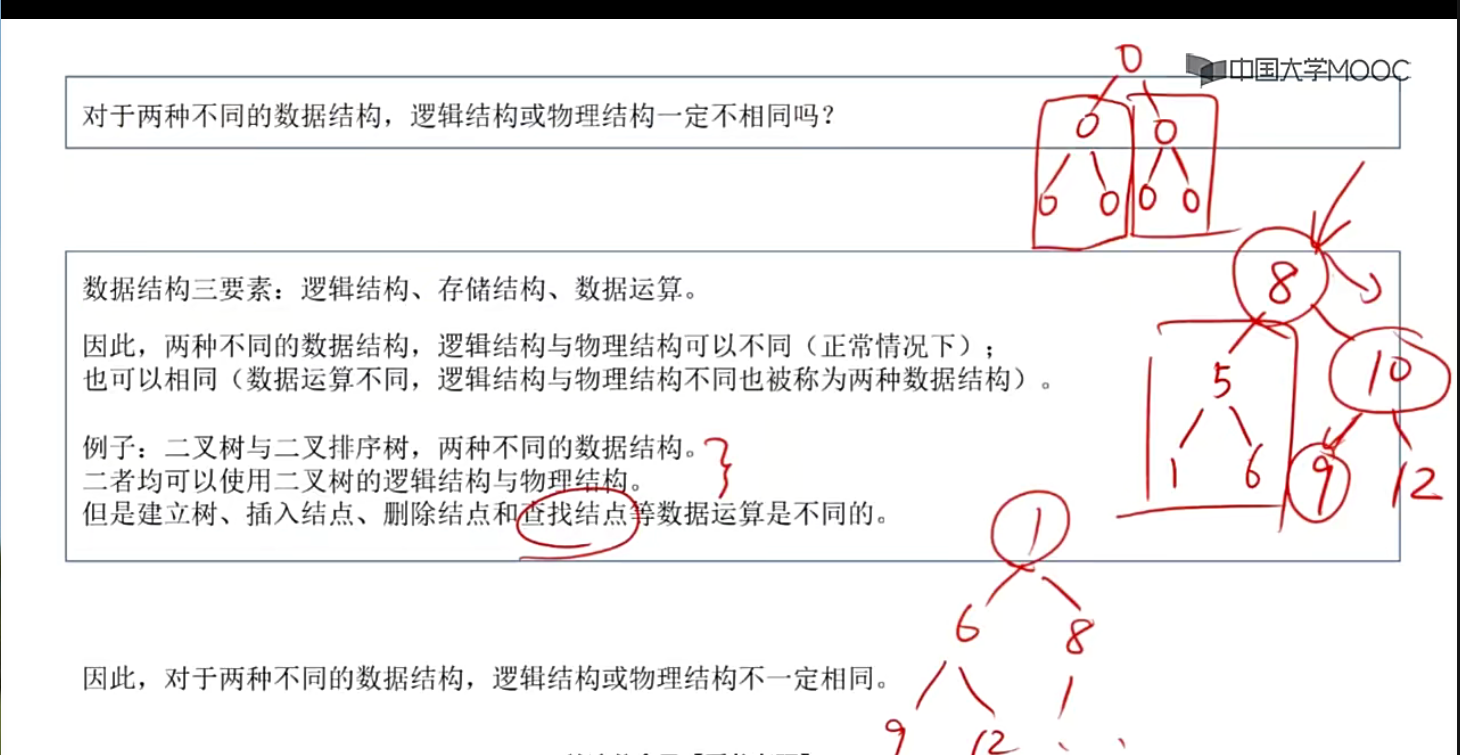 中国大学MOOC
对于两种不同的数据结构，逻辑结构或物理结构一定不相同吗？
数据结构三要素：逻辑结构、存储结构、数据运算。
因此，两种不同的数据结构，逻辑结构与物理结构可以不同（正常情况下）；
也可以相同（数据运算不同，逻辑结构与物理结构不同也被称为两种数据结构）。
例子：二叉树与二叉排序树，两种不同的数据结构。
二者均可以使用二叉树的逻辑结构与物理结构。
但是建立树、插入结点、删除结点和查找结点等数据运算是不同的。
因此，对于两种不同的数据结构，逻辑结构或物理结构不一定相同。
0
0 0
0 0 0 0
8
5 10
1 6 9 12
1
6 8
9 12